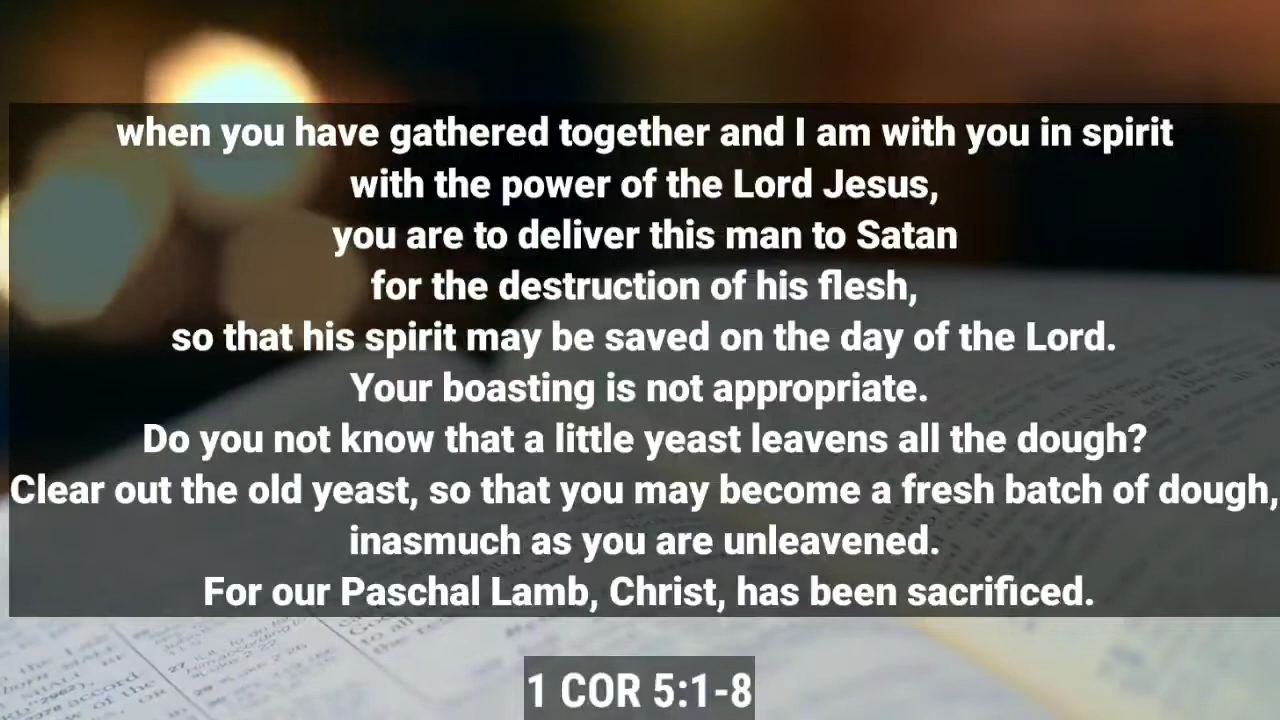 when you have gathered together and I am with you in spirit
with the power of the Lord Jesus,
you are to deliver this man to Satan
for the destruction of his flesh,
so that his spirit may be saved on the day of the Lord.
Your boasting is not appropriate.
Do you not know that a little yeast leavens all the dough?
Clear out the old yeast, so that you may become a fresh batch of dough,
inasmuch as you are unleavened.
For our Paschal Lamb, Christ, has been sacrificed.
1 COR 5:1-8